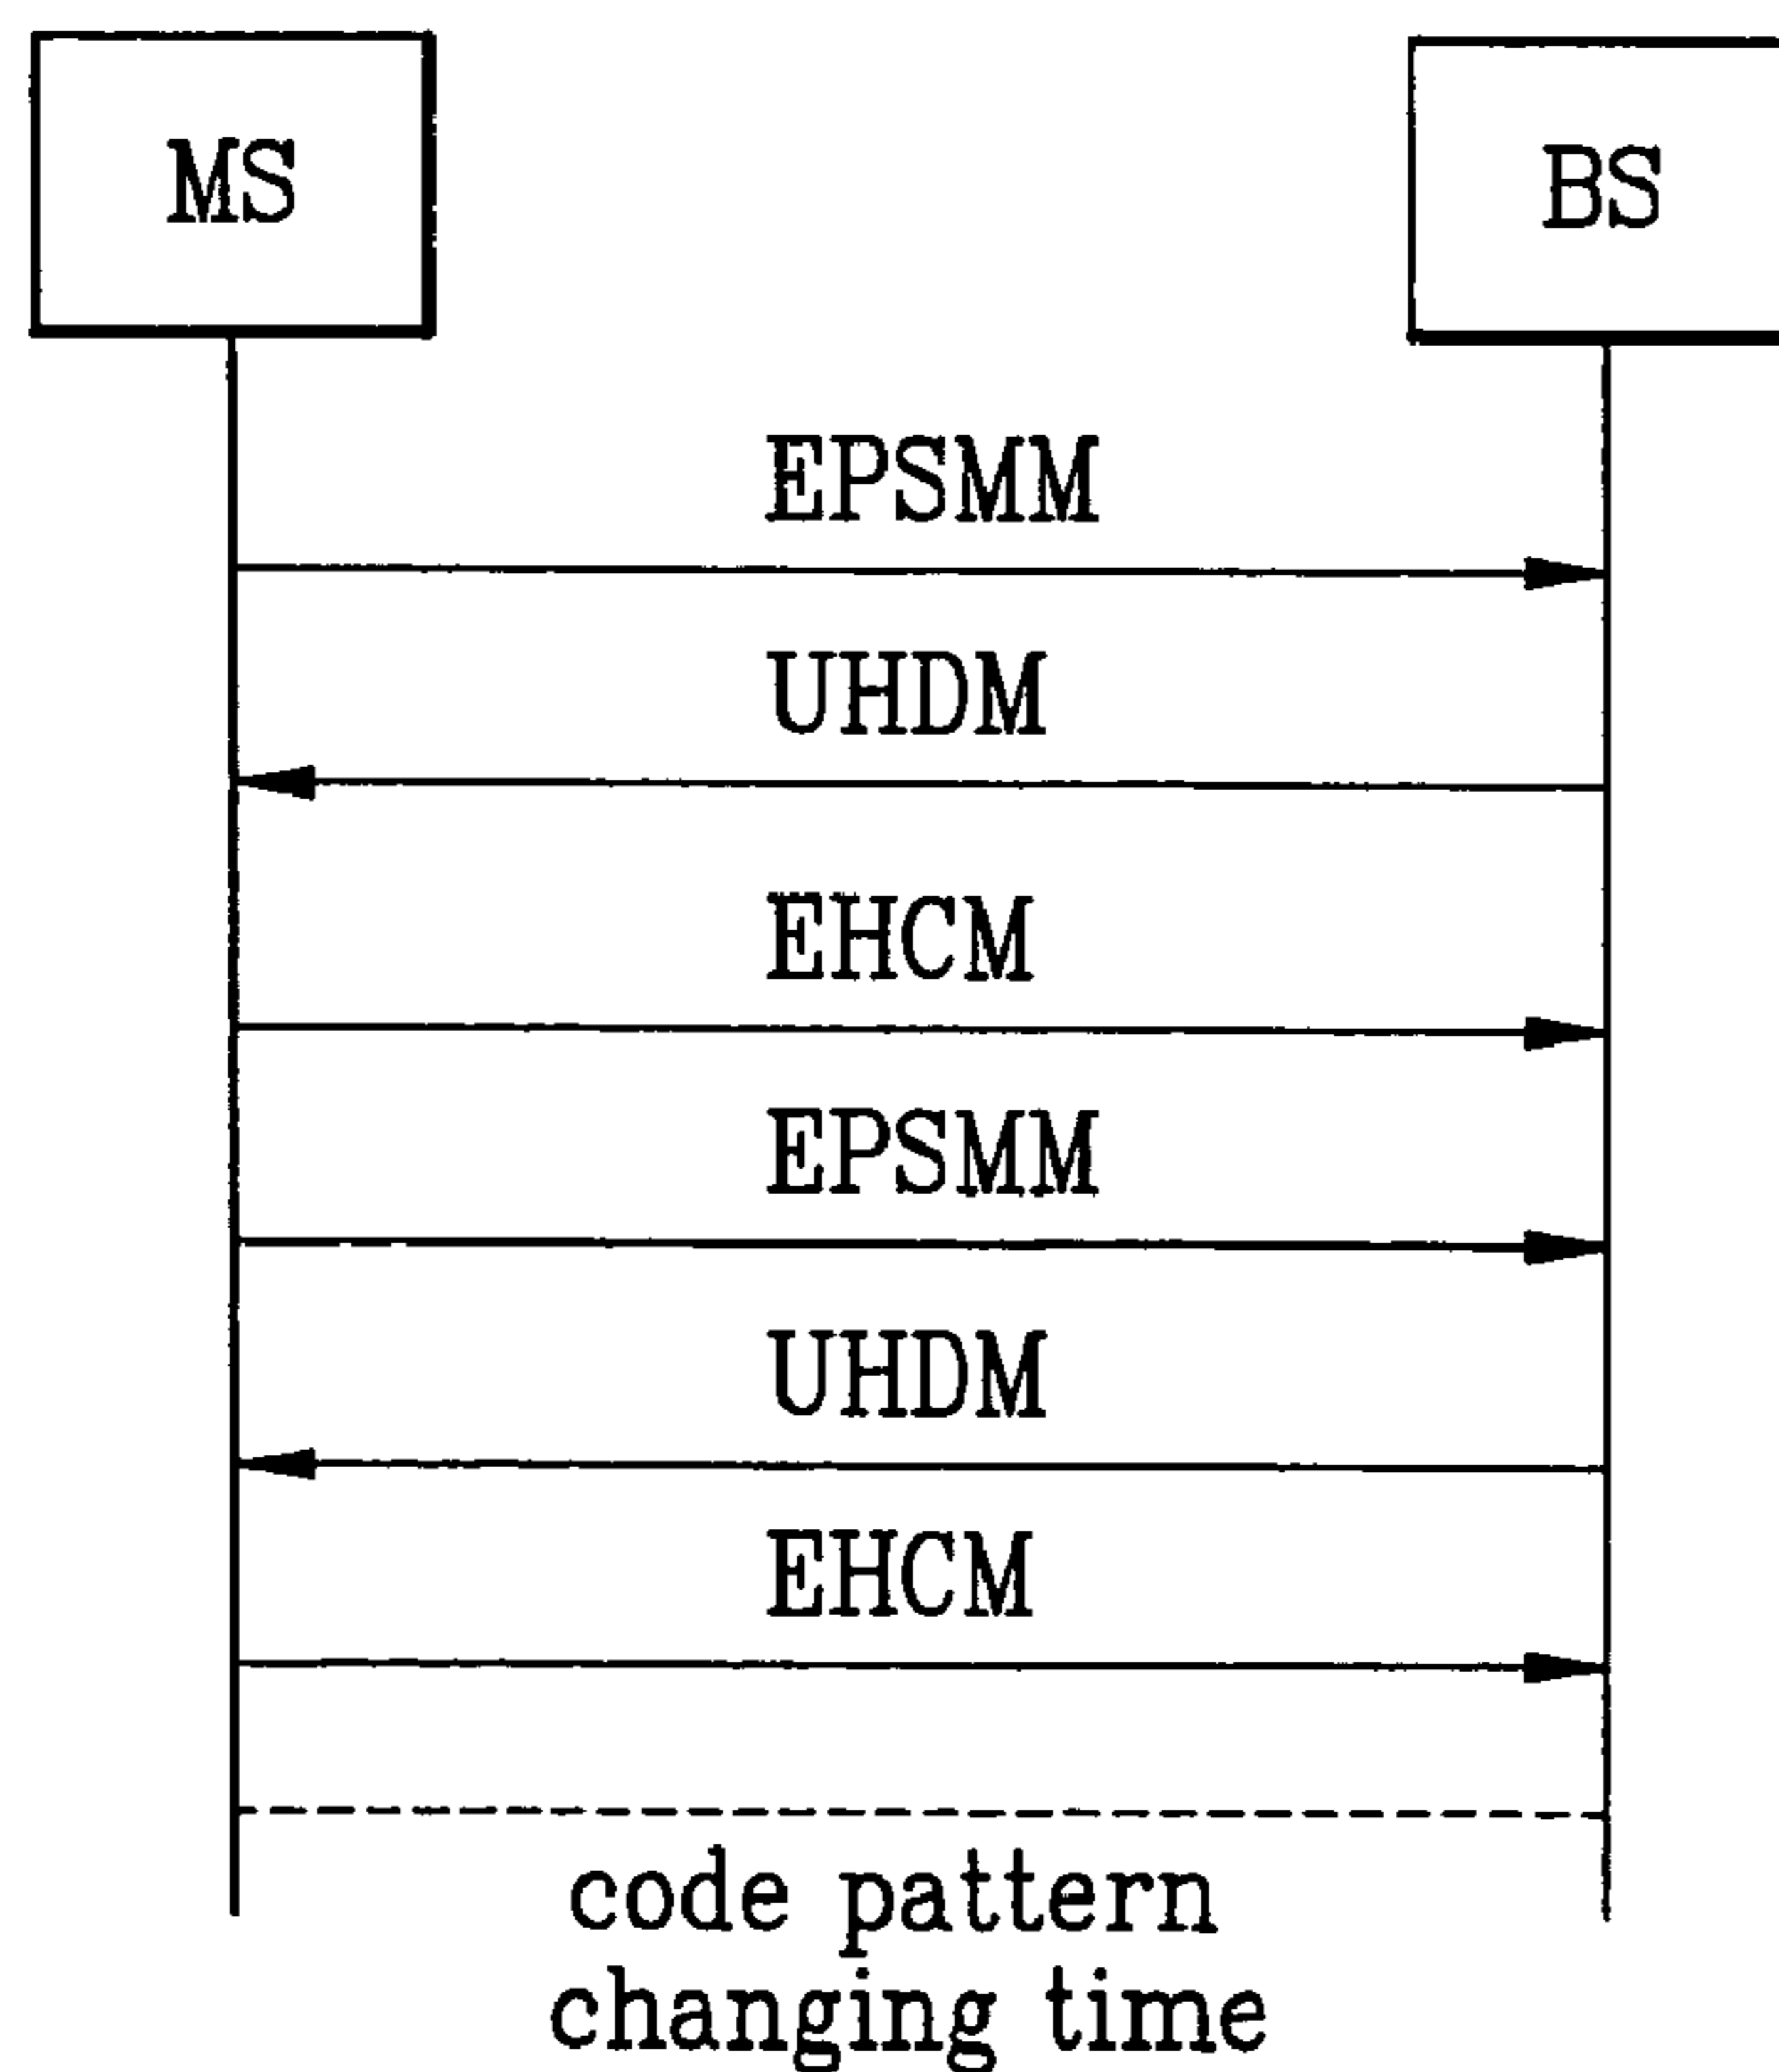 MS
BS
EPSMM
UHDM
EHCM
EPSMM
UHDM
EHCM
code pattern
changing time